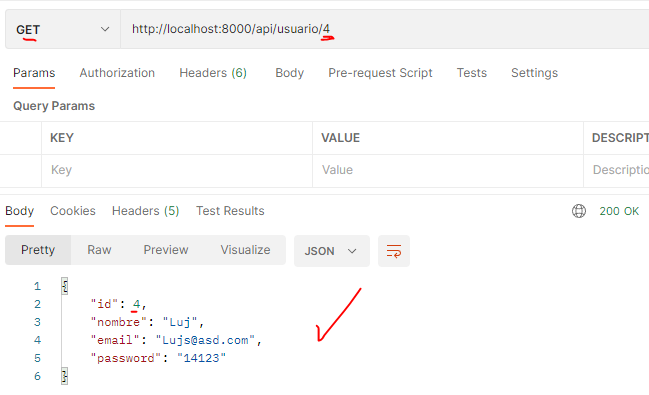 GET http://localhost:8000/api/usuario/4
Params Authorization Headers (6) Body Pre-request Script Tests Settings
Query Params
KEY VALUE DESCRIPT
Key Value Descriptio
Body Cookies Headers (5) Test Results 200 OK
Pretty Raw Preview Visualize JSON
1 {
2 "id": 4,
3 "nombre": "Luj",
4 "email": "Lujs@asd.com",
5 "password": "14123"
6 }